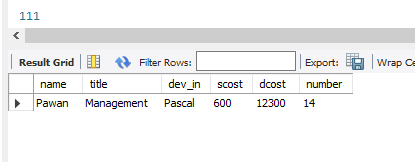 111
Result Grid Filter Rows: Export: Wrap Ce
name title dev_in scost dcost number
Pawan Management Pascal 600 12300 14